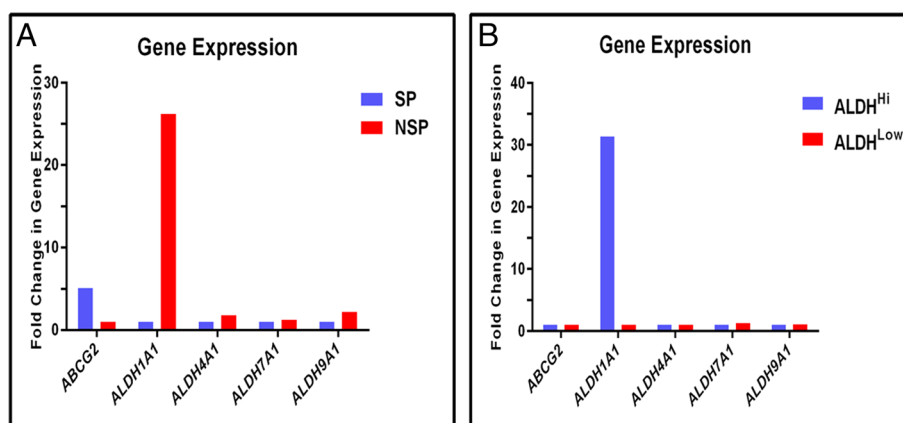 A
Gene Expression
Fold Change in Gene Expression
30
20
10
0
SP
NSP
ABCG2
ALDH1A1
ALDH4A1
ALDH7A1
ALDH9A1
B
Gene Expression
Fold Change in Gene Expression
40
30
20
10
0
ALDHHi
ALDHLow
ABCG2
ALDH1A1
ALDH4A1
ALDH7A1
ALDH9A1